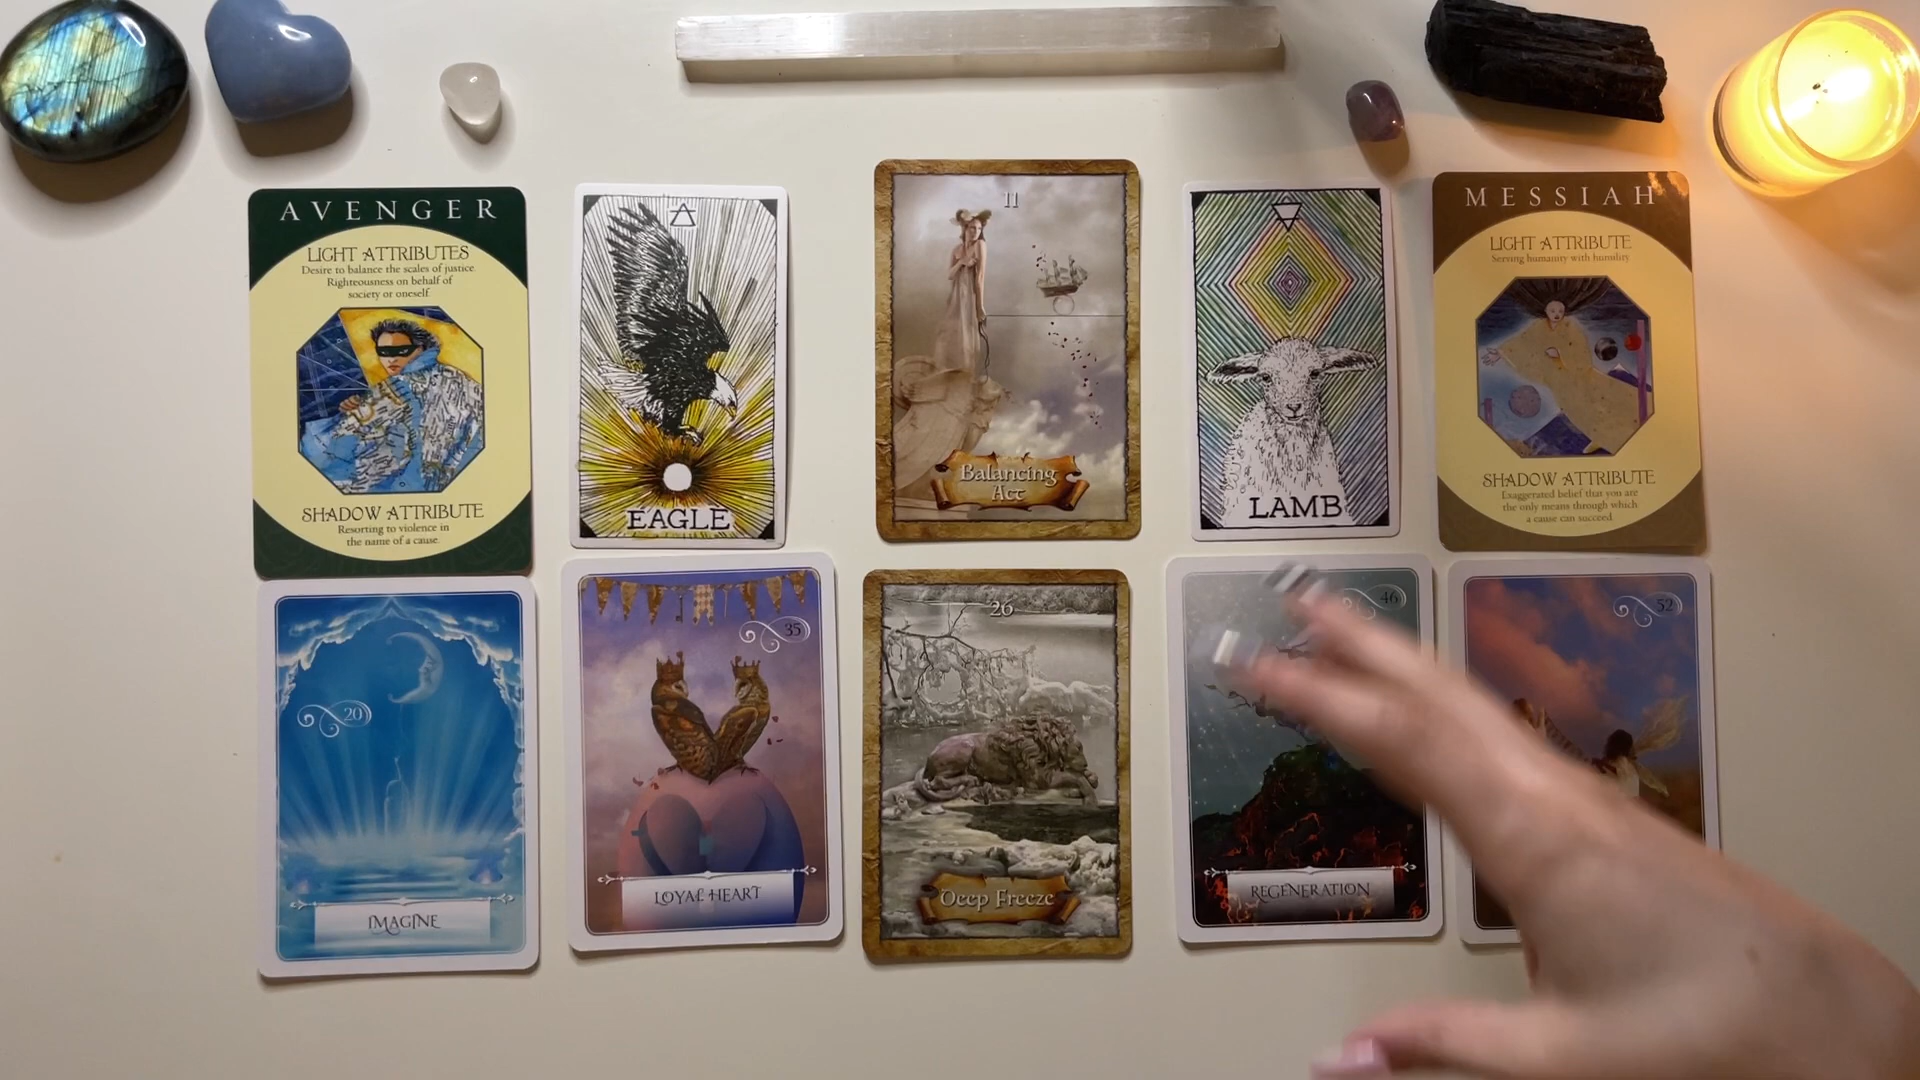 AVENGER
LIGHT ATTRIBUTES
Desire to balance the scales of justice.
Righteousness on behalf of
society or oneself.
SHADOW ATTRIBUTE
Resorting to violence in
the name of a cause.
EAGLE
11
Balancing
Act
LAMB
MESSIAH
LIGHT ATTRIBUTE
Serving humanity with humility.
SHADOW ATTRIBUTE
Exaggerated belief that you are
the only means through which
a cause can succeed.
20
IMAGINE
35
LOYAL HEART
26
Deep Freeze
46
REGENERATION
52